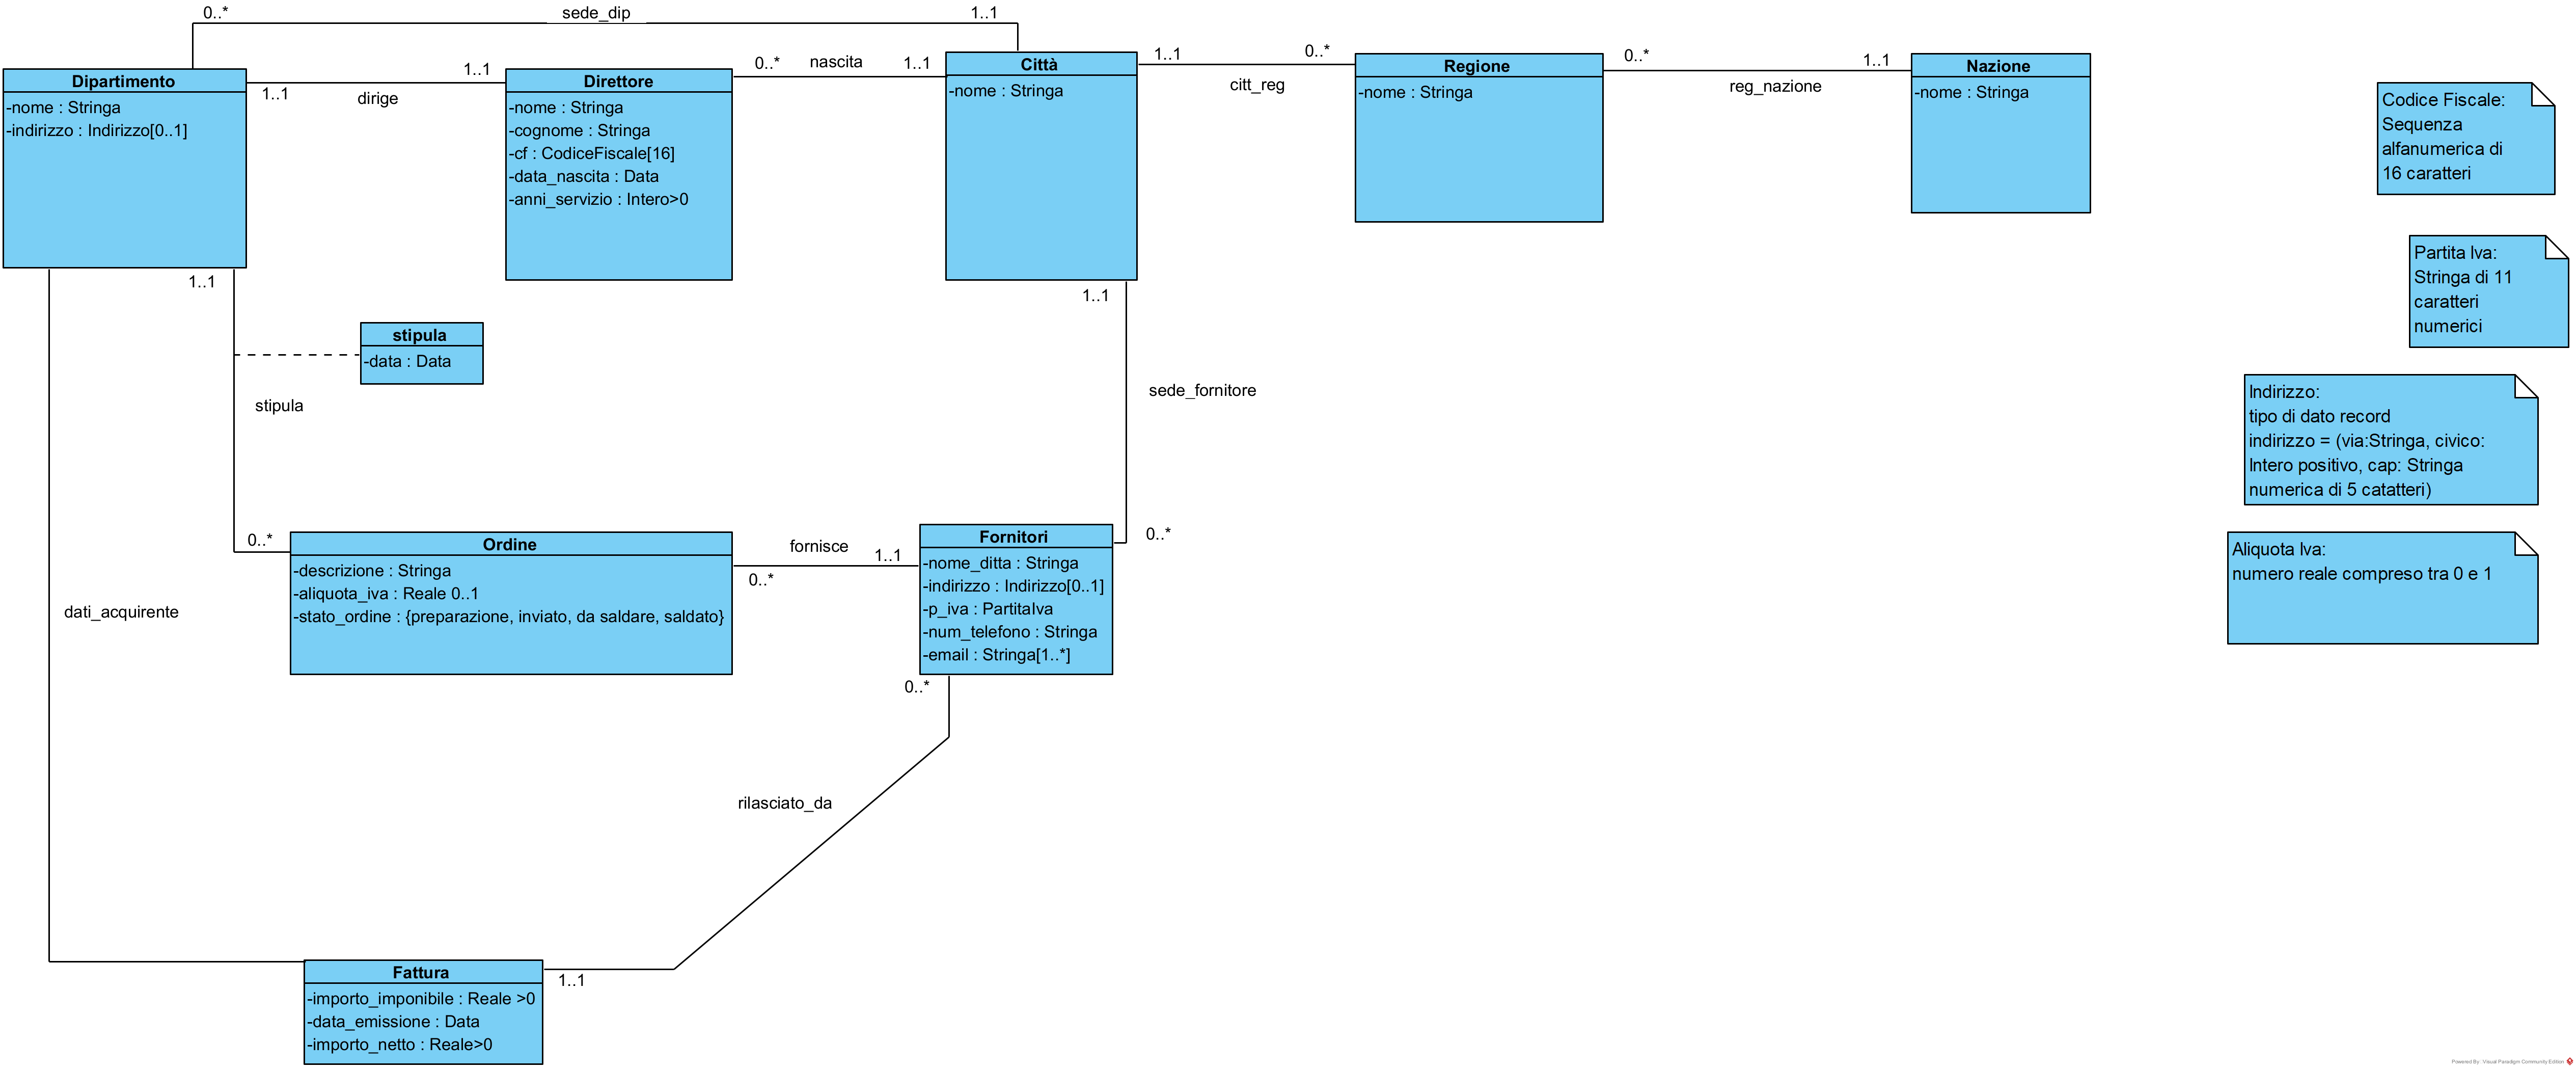 0..*
sede_dip
1..1
Dipartimento
-nome : Stringa
-indirizzo : Indirizzo[0..1]
1..1
dirige
1..1
Direttore
-nome : Stringa
-cognome : Stringa
-cf : CodiceFiscale[16]
-data_nascita : Data
-anni_servizio : Intero>0
0..*
nascita
1..1
Città
-nome : Stringa
1..1
citt_reg
0..*
Regione
-nome : Stringa
0..*
reg_nazione
1..1
Nazione
-nome : Stringa
Codice Fiscale:
Sequenza
alfanumerica di
16 caratteri
Partita Iva:
Stringa di 11
caratteri
numerici
Indirizzo:
tipo di dato record
indirizzo = (via:Stringa, civico:
Intero positivo, cap: Stringa
numerica di 5 catatteri)
Aliquota Iva:
numero reale compreso tra 0 e 1
1..1
stipula
-data : Data
stipula
0..*
1..1
sede_fornitore
0..*
Ordine
-descrizione : Stringa
-aliquota_iva : Reale 0..1
-stato_ordine : {preparazione, inviato, da saldare, saldato}
fornisce
0..*
1..1
Fornitori
-nome_ditta : Stringa
-indirizzo : Indirizzo[0..1]
-p_iva : PartitaIva
-num_telefono : Stringa
-email : Stringa[1..*]
0..*
dati_acquirente
rilasciato_da
1..1
Fattura
-importo_imponibile : Reale >0
-data_emissione : Data
-importo_netto : Reale>0
Powered By: Visual Paradigm Community Edition